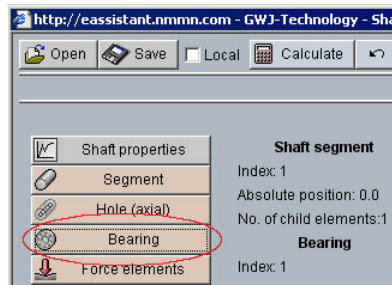 http://eassistant.nmmn.com - GWJ-Technology - Sha
Open Save Local Calculate
Shaft properties
Segment
Hole (axial)
Bearing
Force elements
Shaft segment
Index: 1
Absolute position: 0.0
No. of child elements:1
Bearing
Index: 1